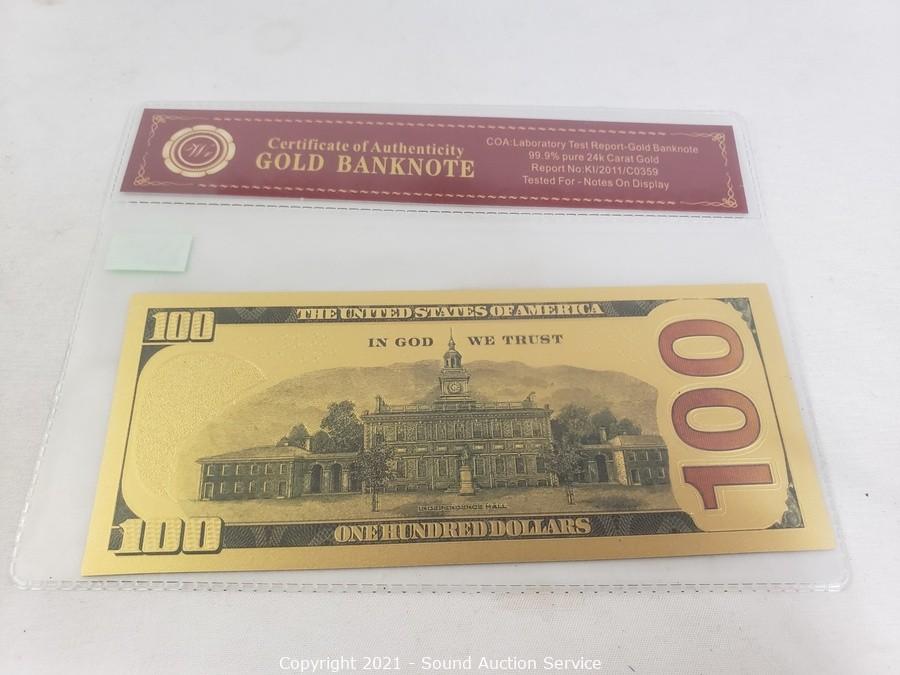 Certificate of Authenticity
GOLD BANKNOTE
COA:Laboratory Test Report-Gold Banknote
99.9% pure 24k Carat Gold
Report No:KI/2011/C0359
Tested For - Notes On Display
THE UNITED STATES OF AMERICA
100
IN GOD WE TRUST
100
INDEPENDENCE HALL
100
ONE HUNDRED DOLLARS
Copyright 2021 - Sound Auction Service